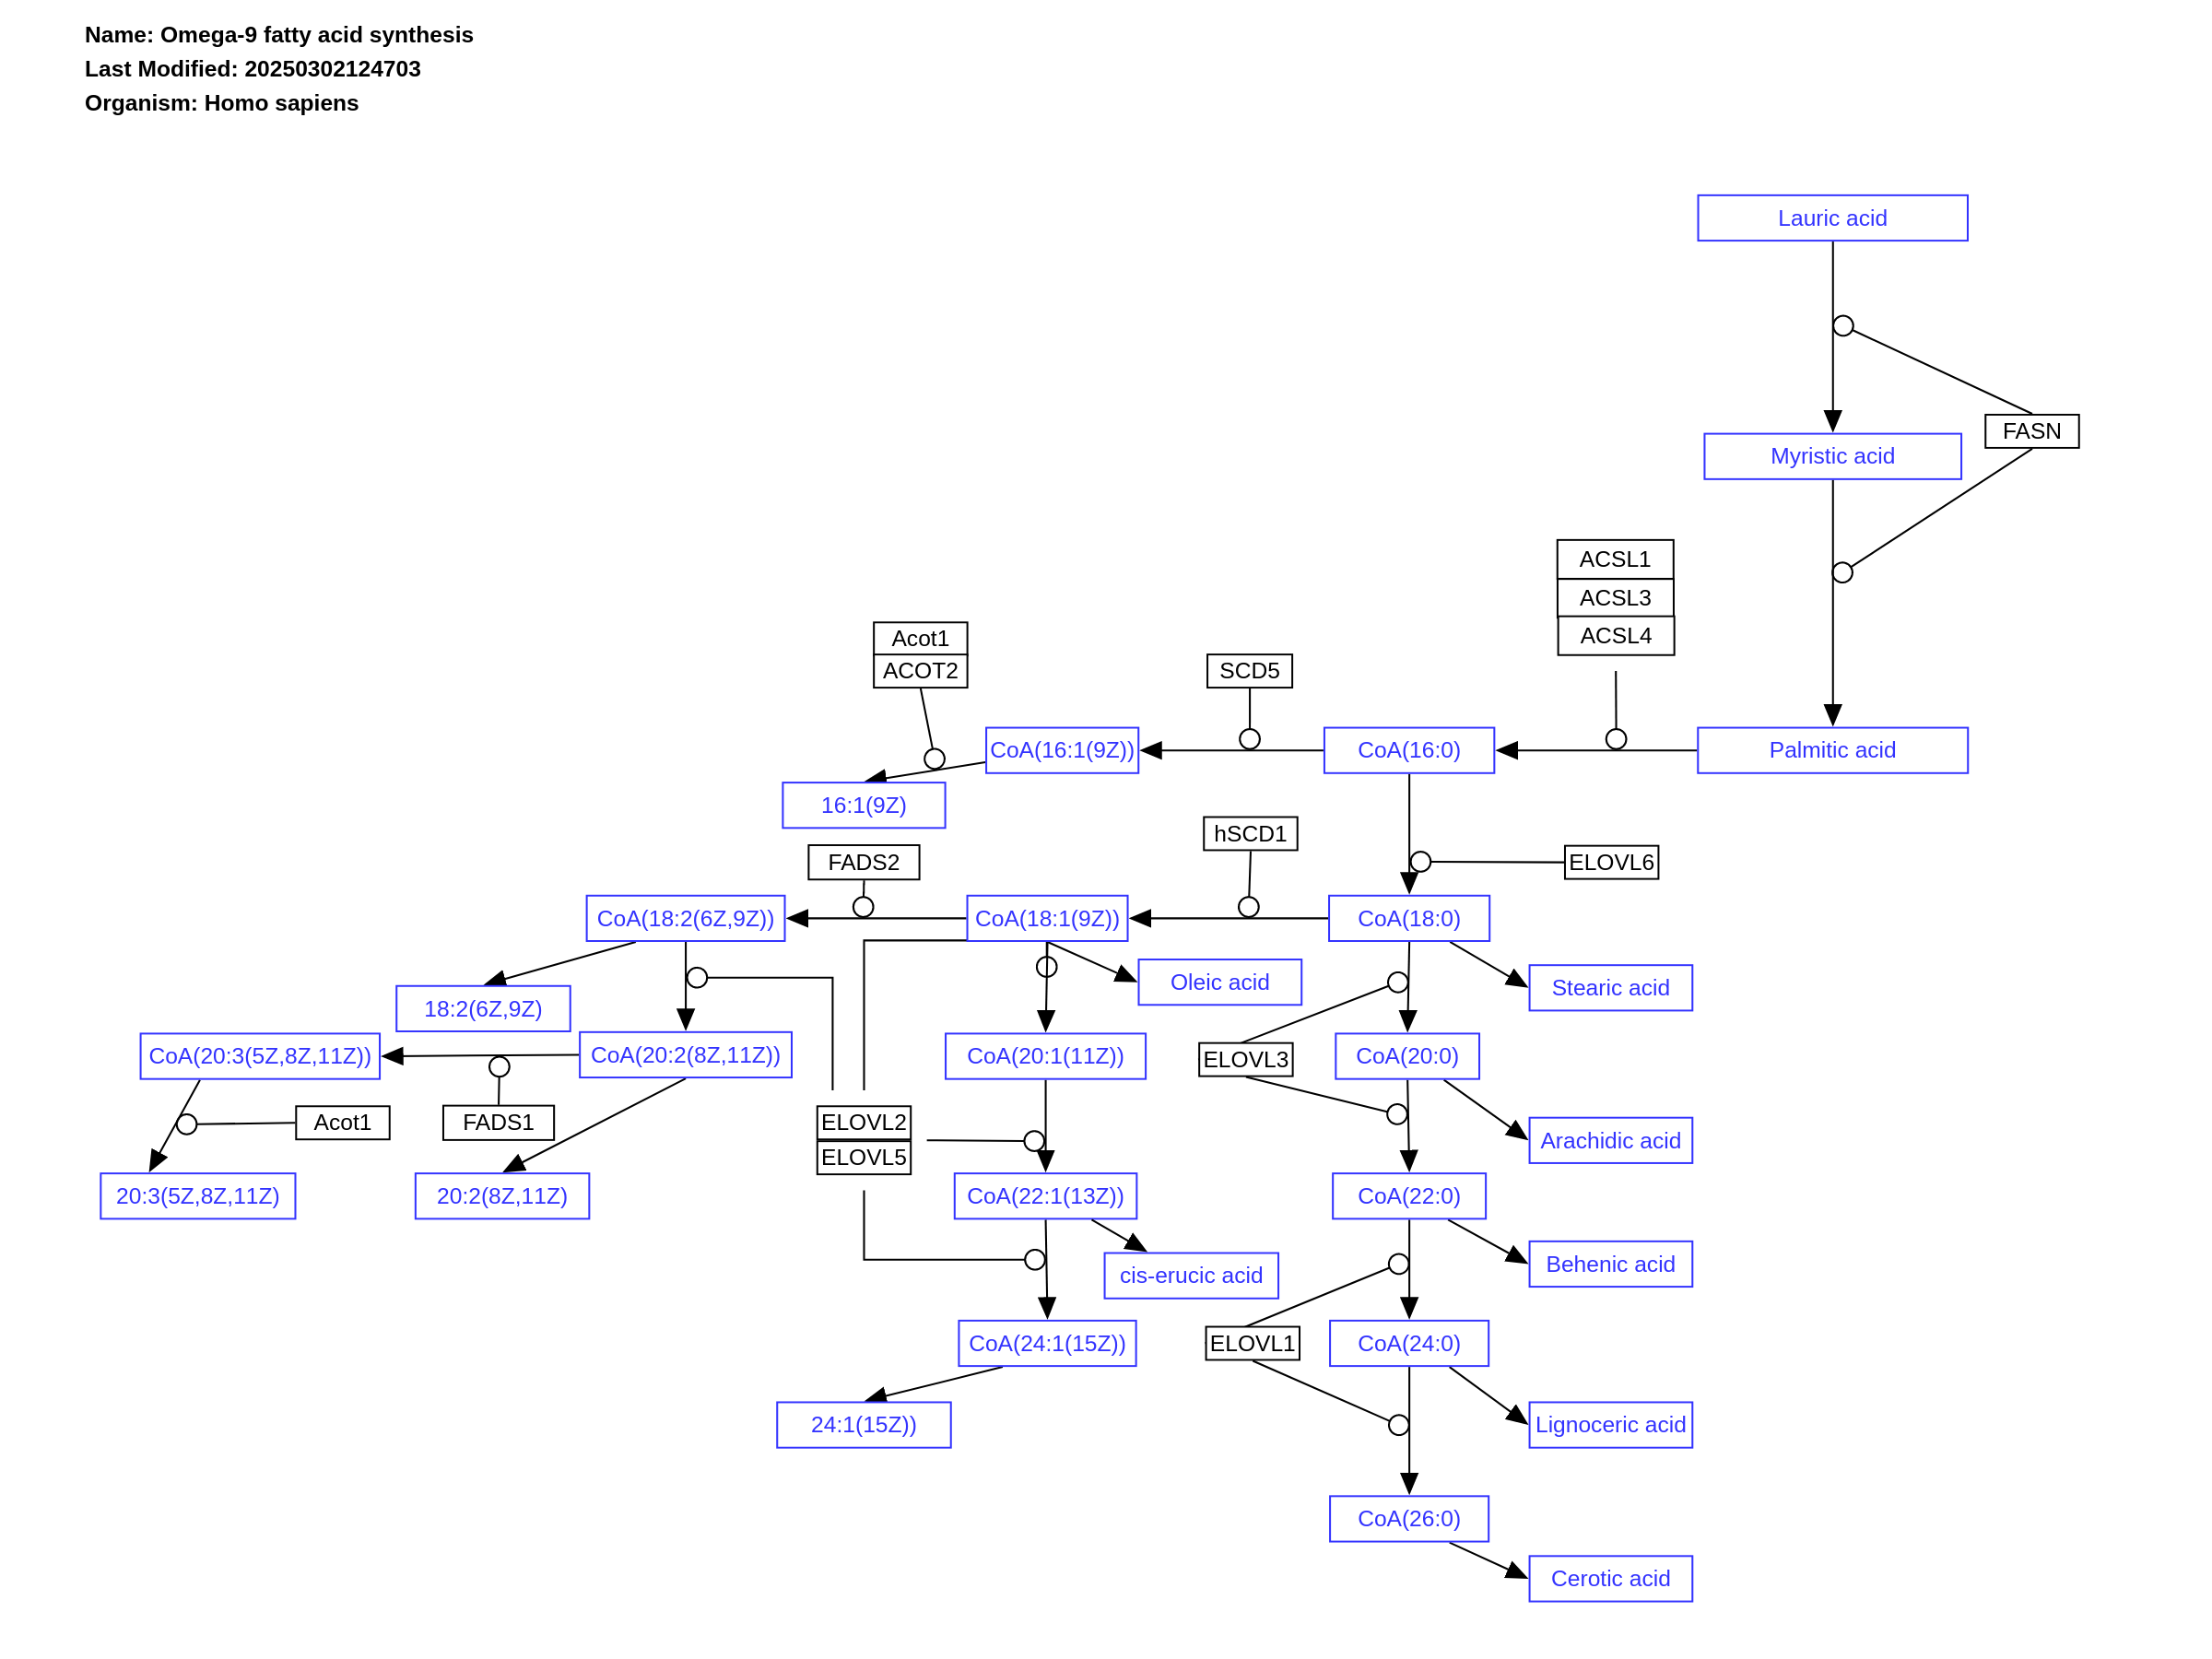 Name: Omega-9 fatty acid synthesis
Last Modified: 20250302124703
Organism: Homo sapiens
Lauric acid
FASN
Myristic acid
ACSL1
ACSL3
ACSL4
Acot1
ACOT2
SCD5
CoA(16:1(9Z))
CoA(16:0)
Palmitic acid
16:1(9Z)
hSCD1
FADS2
ELOVL6
CoA(18:2(6Z,9Z))
CoA(18:1(9Z))
CoA(18:0)
Oleic acid
Stearic acid
18:2(6Z,9Z)
CoA(20:3(5Z,8Z,11Z))
CoA(20:2(8Z,11Z))
CoA(20:1(11Z))
ELOVL3
CoA(20:0)
Acot1
FADS1
ELOVL2
ELOVL5
Arachidic acid
20:3(5Z,8Z,11Z)
20:2(8Z,11Z)
CoA(22:1(13Z))
CoA(22:0)
cis-erucic acid
Behenic acid
CoA(24:1(15Z))
ELOVL1
CoA(24:0)
24:1(15Z))
Lignoceric acid
CoA(26:0)
Cerotic acid